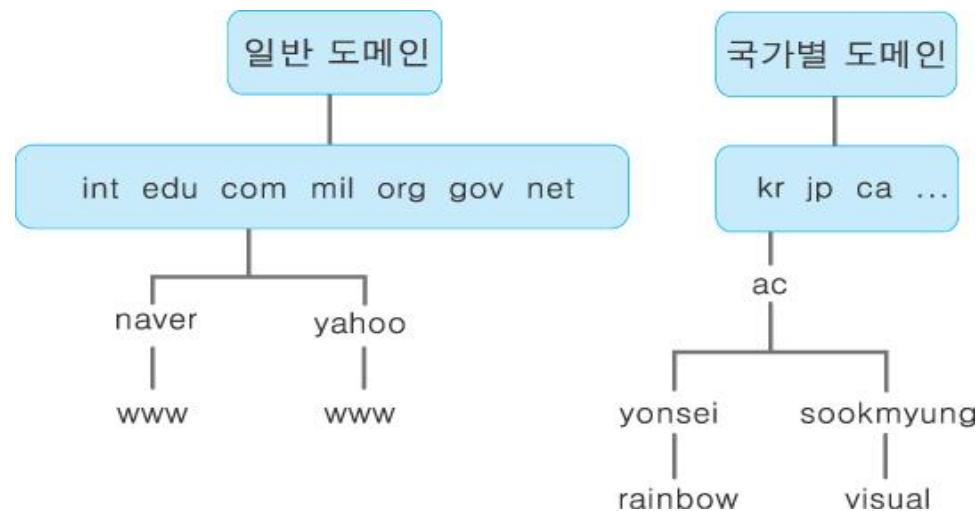 일반 도메인
국가별 도메인
int edu com mil org gov net
kr jp ca ...
ac
naver yahoo
www www
yonsei sookmyung
rainbow visual